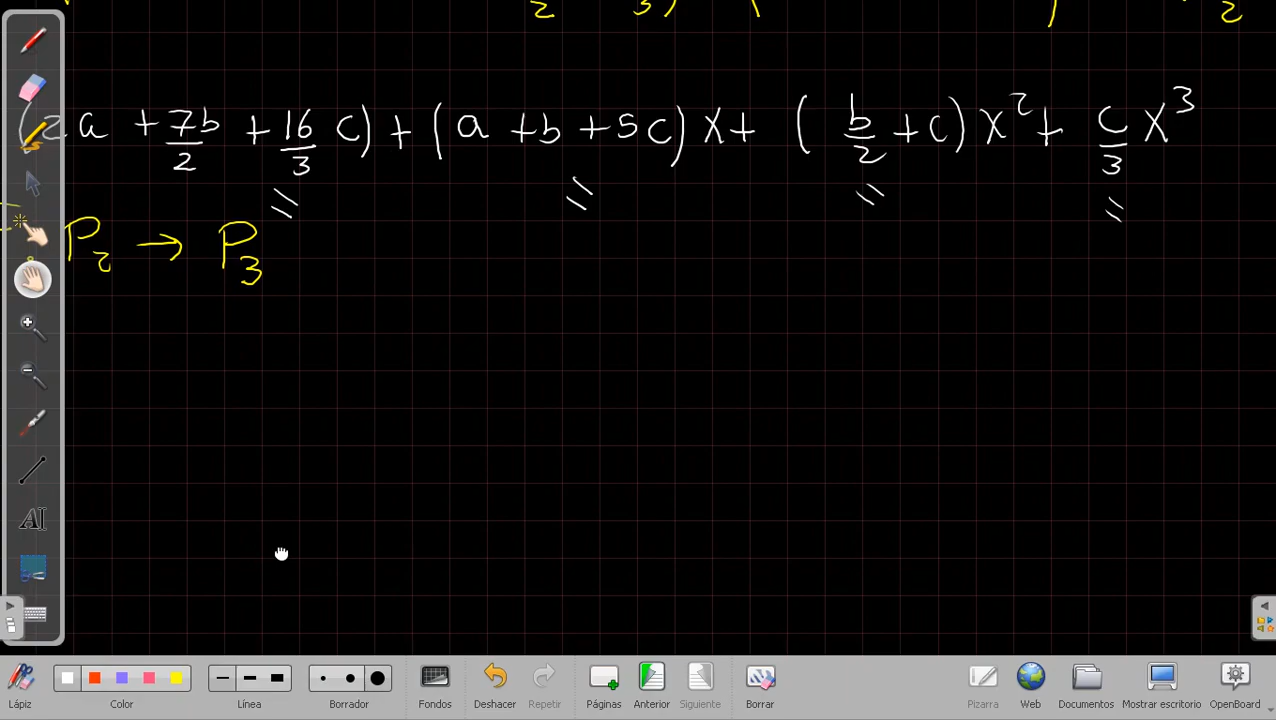 (2a + 7b/2 + 16/3 c) + (a + b + 5c) x + (b/2 + c) x² + c/3 x³
P₂ → P₃
Lápiz Color Línea Borrador Fondos Deshacer Repetir Páginas Anterior Siguiente Borrar Pizarra Web Documentos Mostrar escritorio OpenBoard